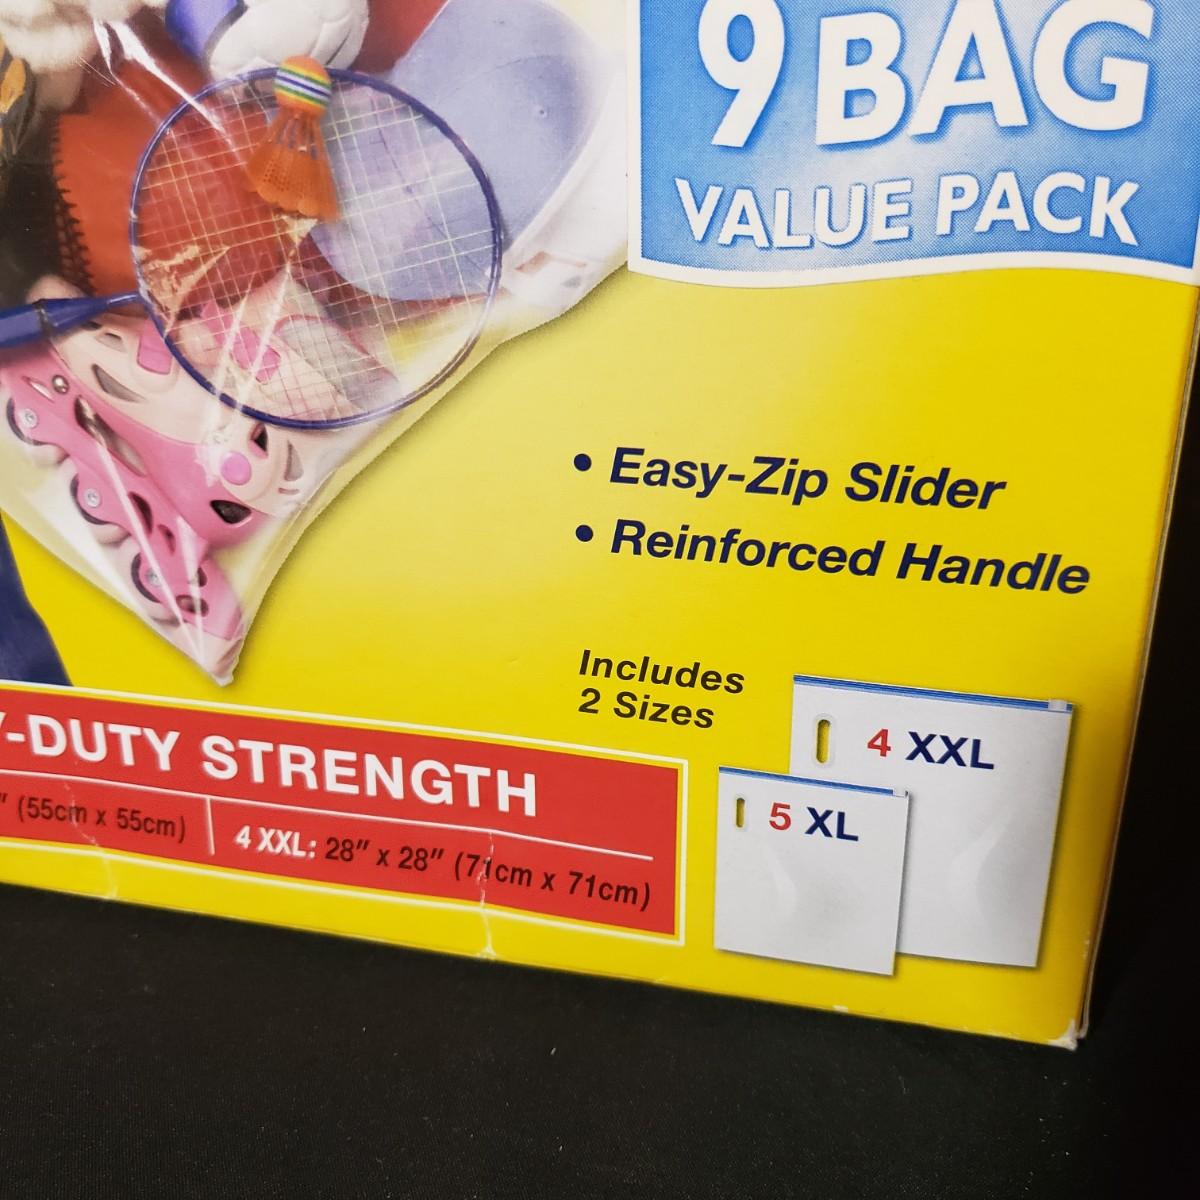 9 BAG
VALUE PACK
• Easy-Zip Slider
• Reinforced Handle
Includes
2 Sizes
4 XXL
5 XL
Y-DUTY STRENGTH
" (55cm x 55cm) 4 XXL: 28" x 28" (71cm x 71cm)